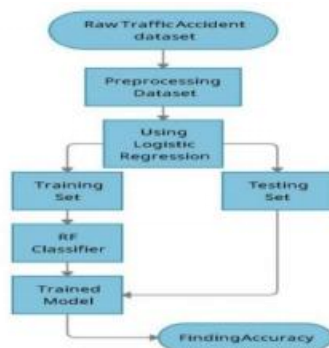 Raw Traffic Accident
dataset
Preprocessing
Dataset
Using
Logistic
Regression
Training
Set
Testing
Set
RF
Classifier
Trained
Model
FindingAccuracy